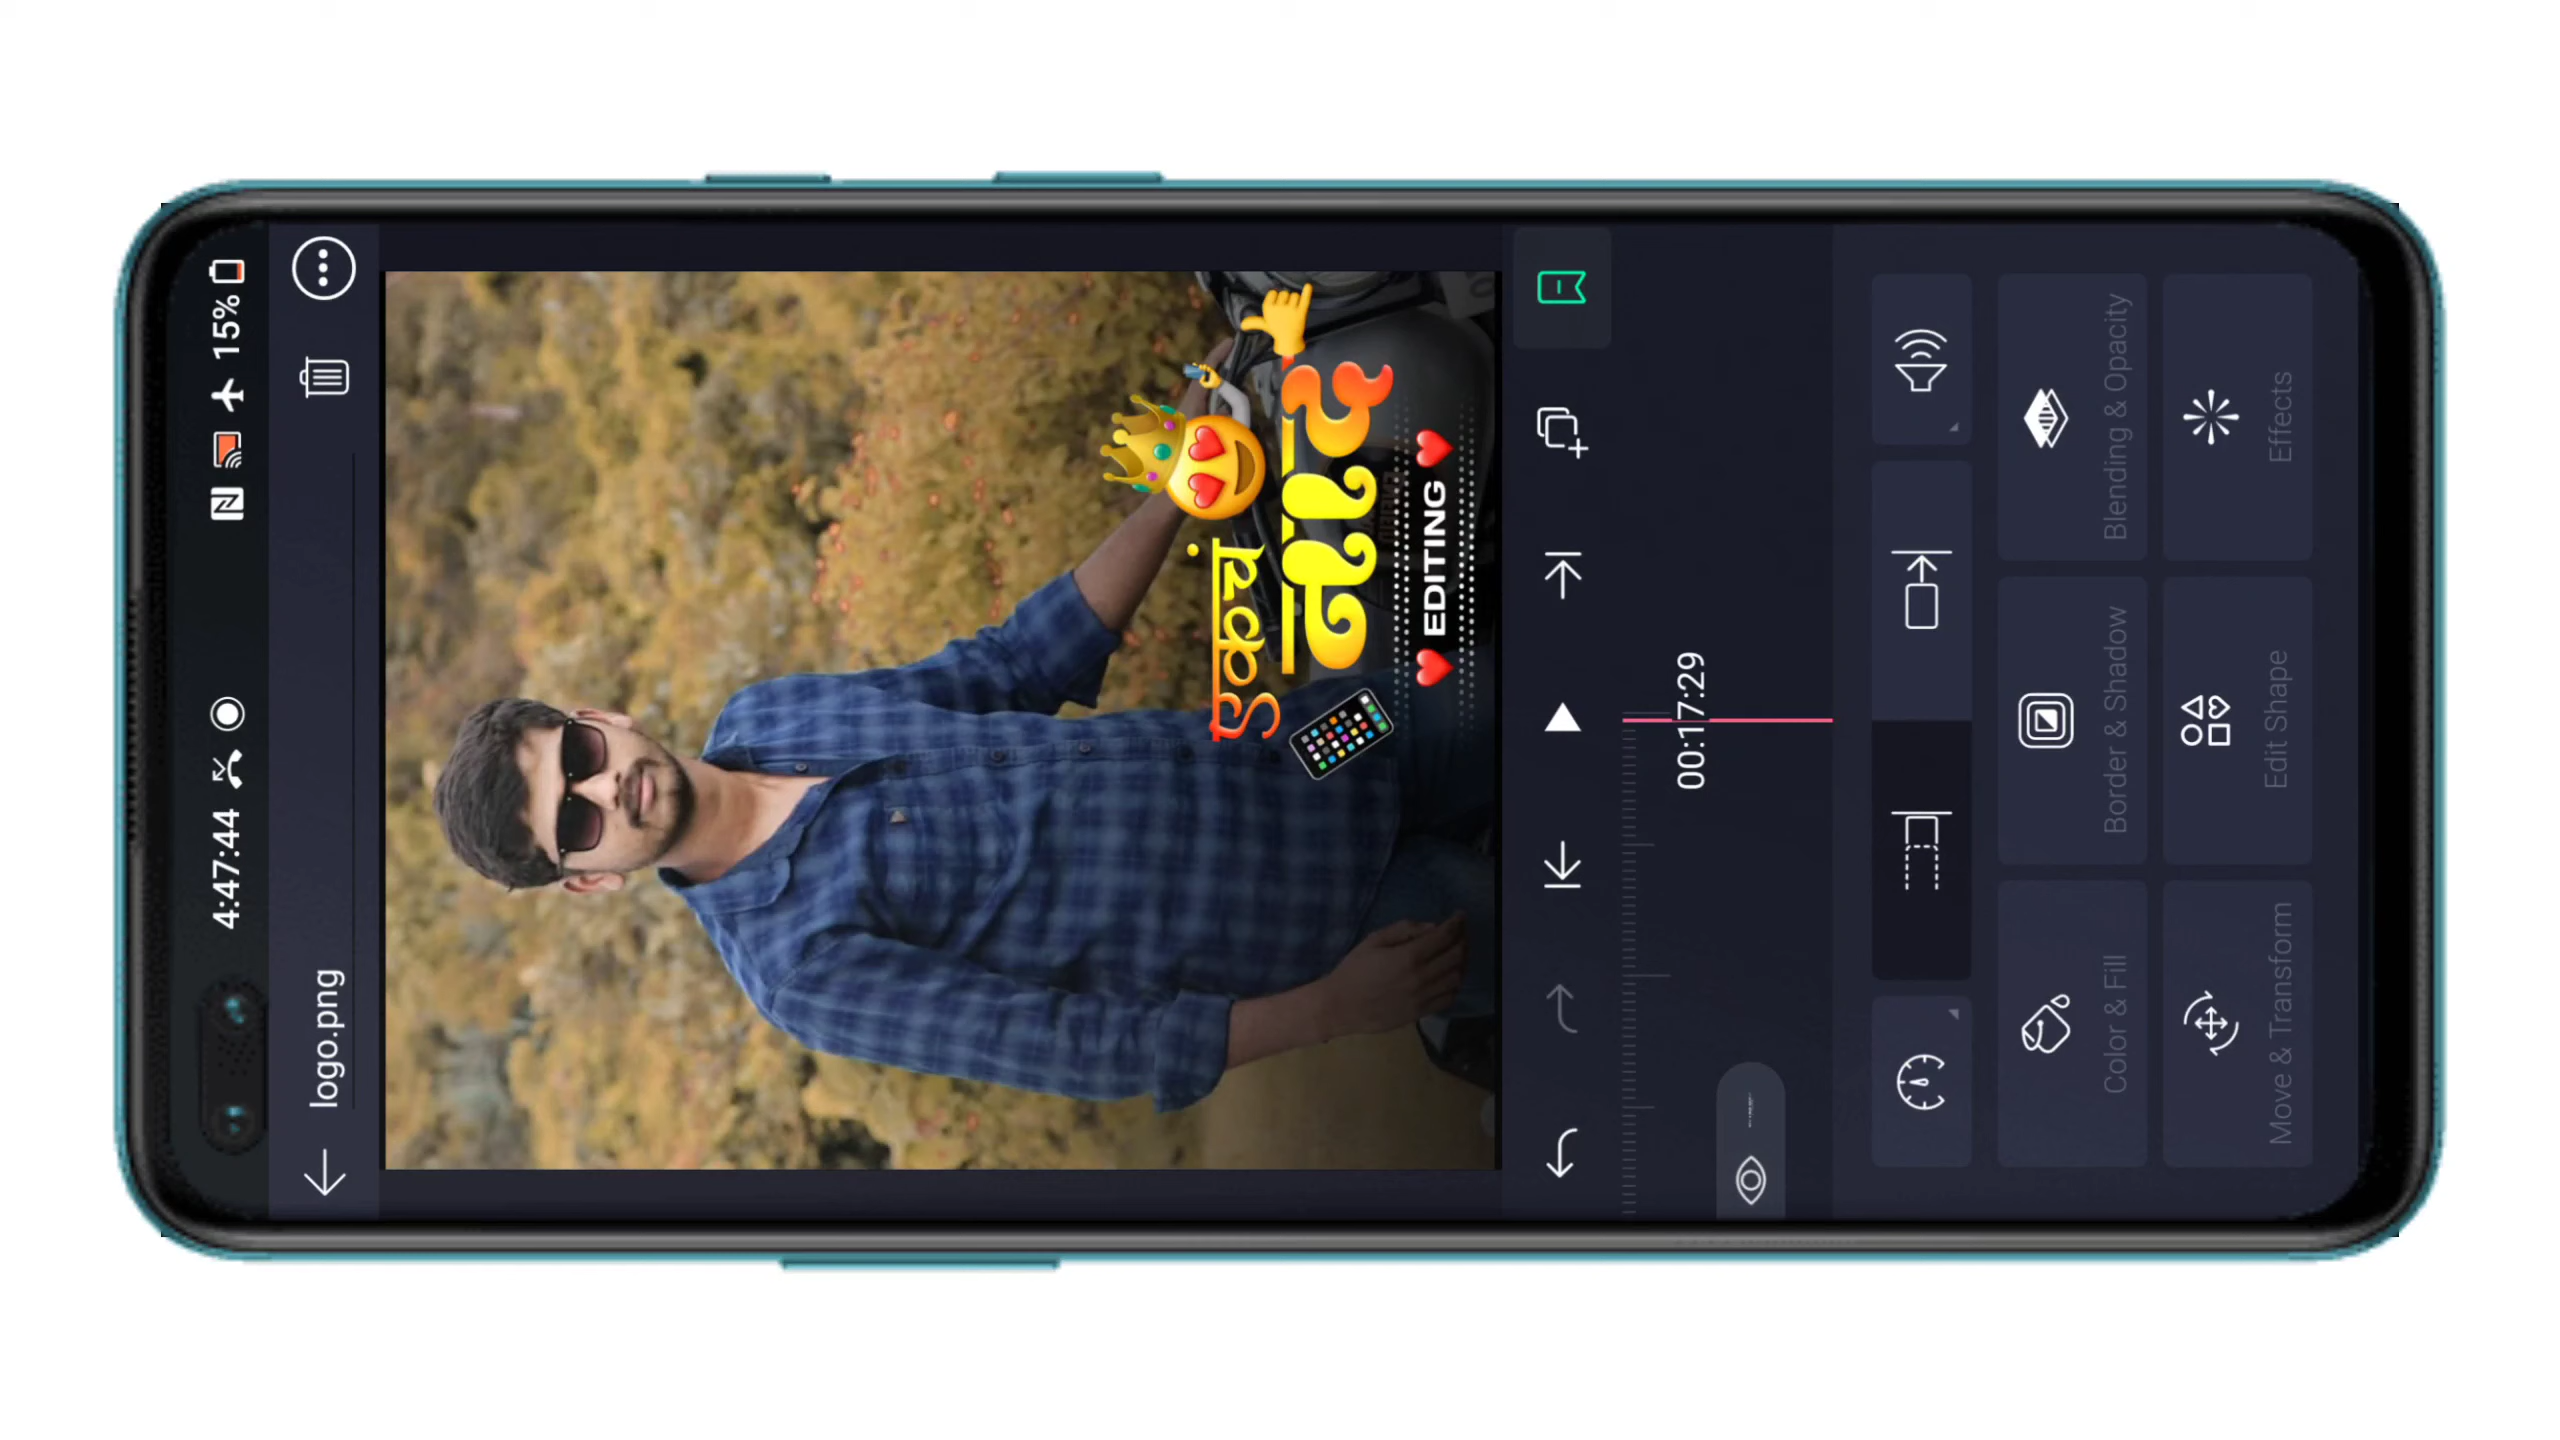 4:47:44
15%
logo.png
एकच
नाद
EDITING
00:17:29
Color & Fill
Border & Shadow
Blending & Opacity
Move & Transform
Edit Shape
Effects